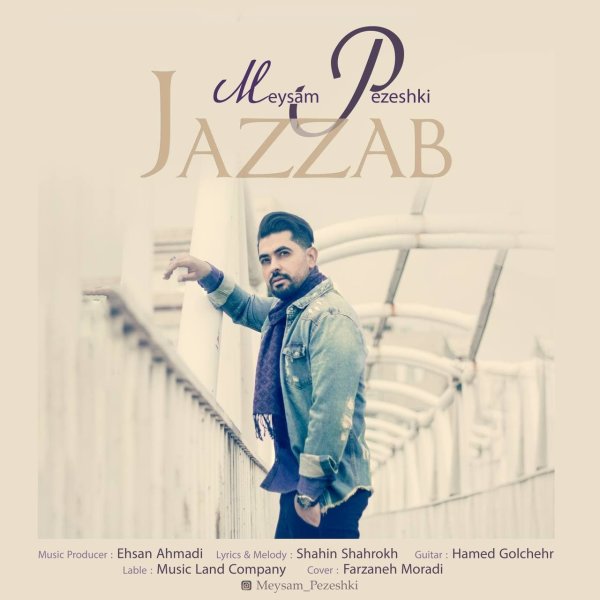 Meysam Pezeshki
JAZZAB
Music Producer : Ehsan Ahmadi Lyrics & Melody : Shahin Shahrokh Guitar : Hamed Golchehr
Lable : Music Land Company Cover : Farzaneh Moradi
Meysam_Pezeshki